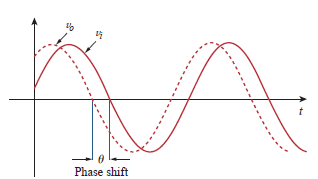 v_o
v_i
t
θ
Phase shift